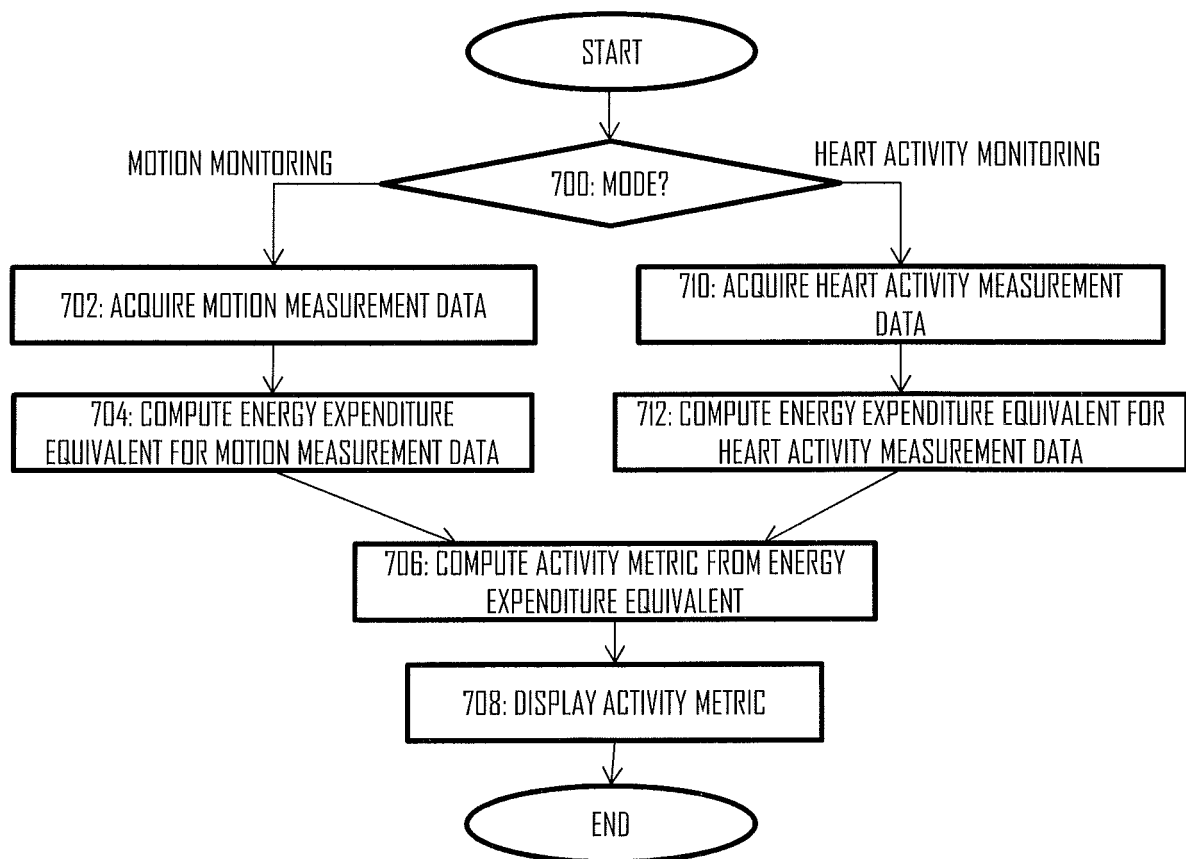 START
MOTION MONITORING
HEART ACTIVITY MONITORING
700: MODE?
702: ACQUIRE MOTION MEASUREMENT DATA
710: ACQUIRE HEART ACTIVITY MEASUREMENT
DATA
704: COMPUTE ENERGY EXPENDITURE
EQUIVALENT FOR MOTION MEASUREMENT DATA
712: COMPUTE ENERGY EXPENDITURE EQUIVALENT FOR
HEART ACTIVITY MEASUREMENT DATA
706: COMPUTE ACTIVITY METRIC FROM ENERGY
EXPENDITURE EQUIVALENT
708: DISPLAY ACTIVITY METRIC
END